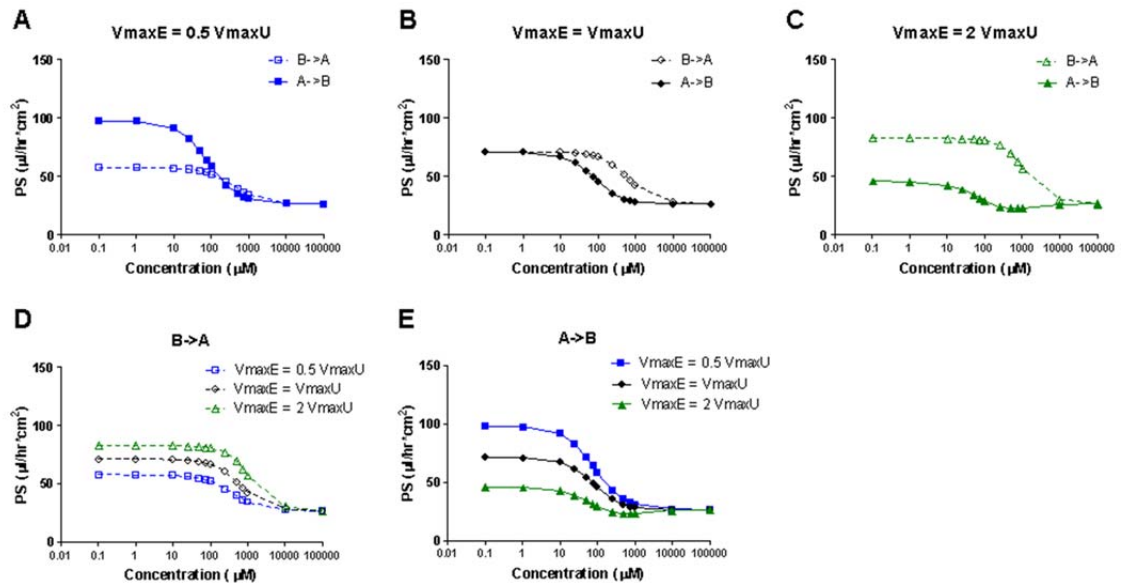 A
VmaxE = 0.5 VmaxU
B->A
A->B
150
100
50
0
PS (µl/hr*cm²)
0.01 0.1 1 10 100 1000 10000 100000
Concentration ( µM)
B
VmaxE = VmaxU
B->A
A->B
150
100
50
0
PS (µl/hr*cm²)
0.01 0.1 1 10 100 1000 10000 100000
Concentration ( µM)
C
VmaxE = 2 VmaxU
B->A
A->B
150
100
50
0
PS (µl/hr*cm²)
0.01 0.1 1 10 100 1000 10000 100000
Concentration (µM)
D
B->A
VmaxE = 0.5 VmaxU
VmaxE = VmaxU
VmaxE = 2 VmaxU
150
100
50
0
PS (µl/hr*cm²)
0.01 0.1 1 10 100 1000 10000 100000
Concentration ( µM)
E
A->B
VmaxE = 0.5 VmaxU
VmaxE = VmaxU
VmaxE = 2 VmaxU
150
100
50
0
PS (µl/hr*cm²)
0.01 0.1 1 10 100 1000 10000 100000
Concentration ( µM)